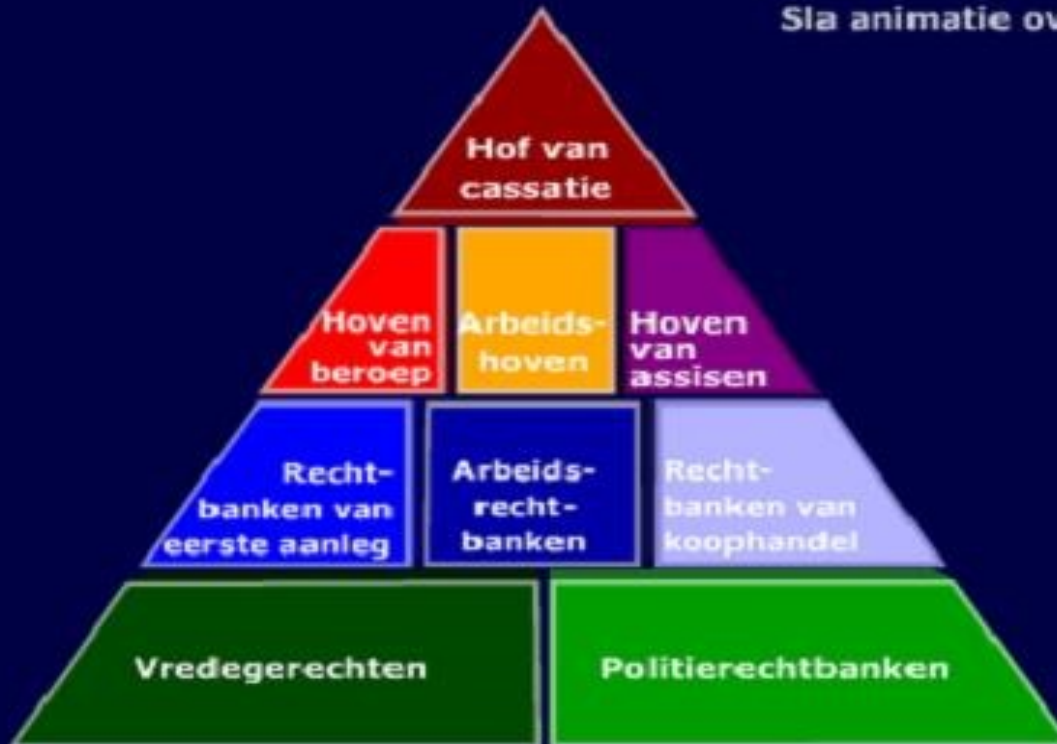 Sla animatie
Hof van
cassatie
Hoven
van
beroep
Arbeids-
hoven
Hoven
van
assisen
Recht-
banken van
eerste aanleg
Arbeids-
recht-
banken
Recht-
banken van
koophandel
Vredegerechten
Politierechtbanken